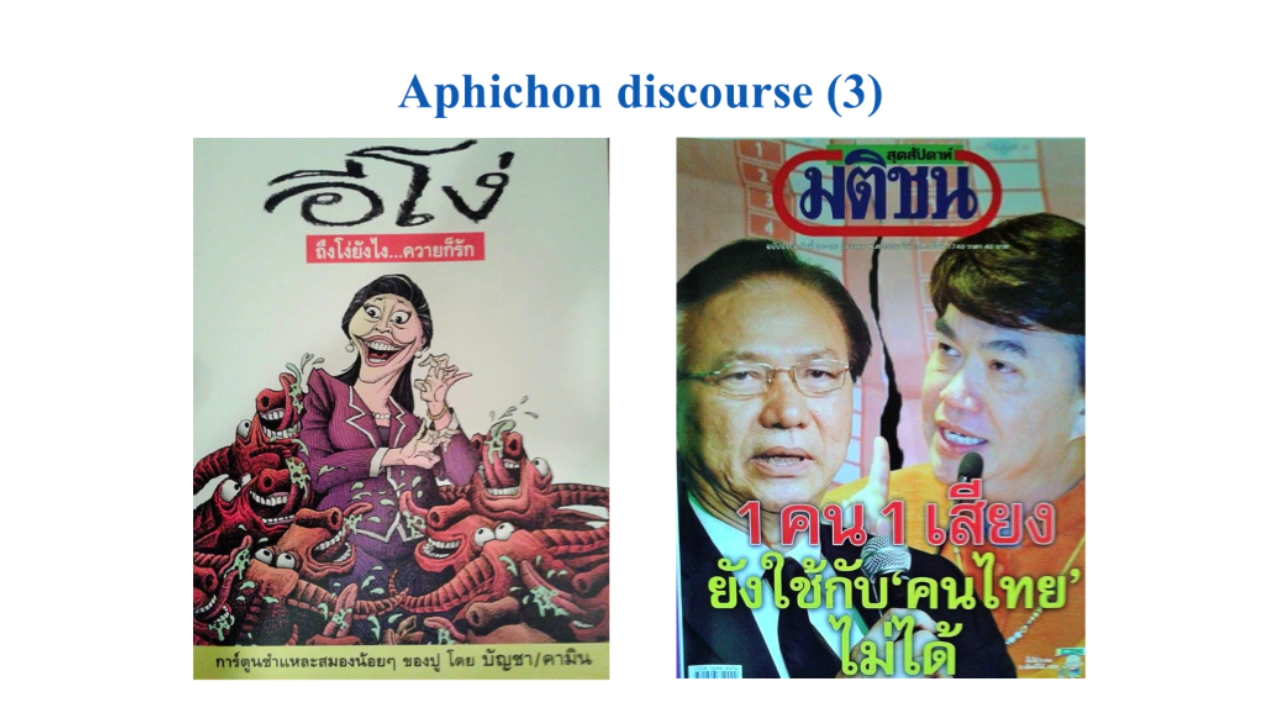 Aphichon discourse (3)
อีโง่
ถึงโง่ยังไง...ควายก็รัก
การ์ตูนชำแหละสมองน้อยๆ ของปู โดย บัญชา/คามิน
สุดสัปดาห์
มติชน
1
2
3
4
1 คน 1 เสียง
ยังใช้กับ‘คนไทย’
ไม่ได้